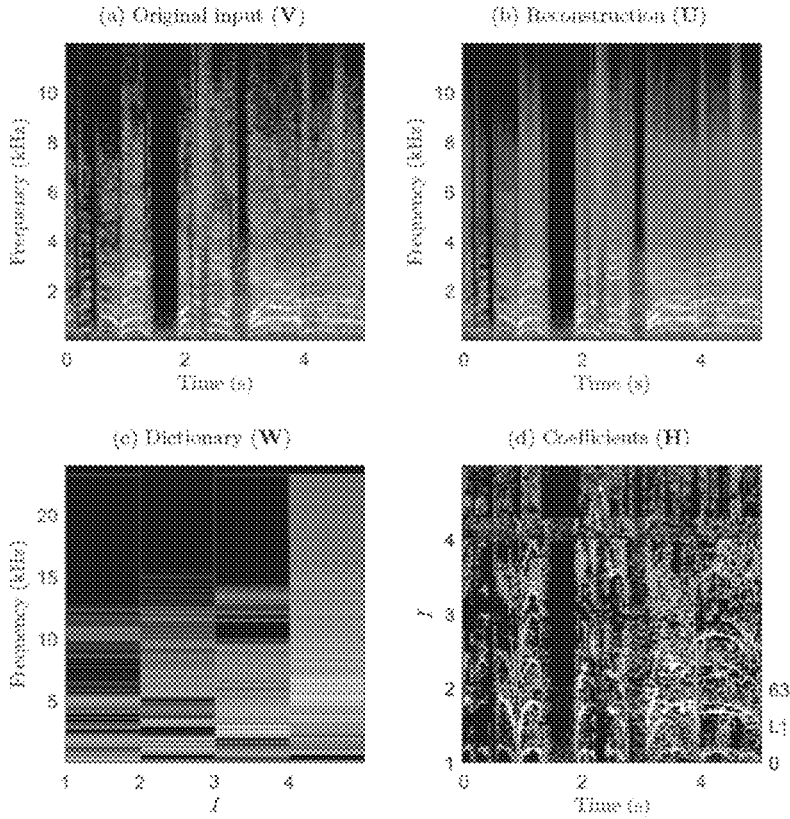 (a) Original input (V)
(b) Reconstruction (U)
10
8
6
4
2
Frequency (kHz)
0 2 4
Time (s)
10
8
6
4
2
Frequency (kHz)
0 2 4
Time (s)
(c) Dictionary (W)
(d) Coefficients (H)
20
15
10
5
Frequency (kHz)
1 2 3 4
4
3
2
1
63
0
0 2 4
Time (s)